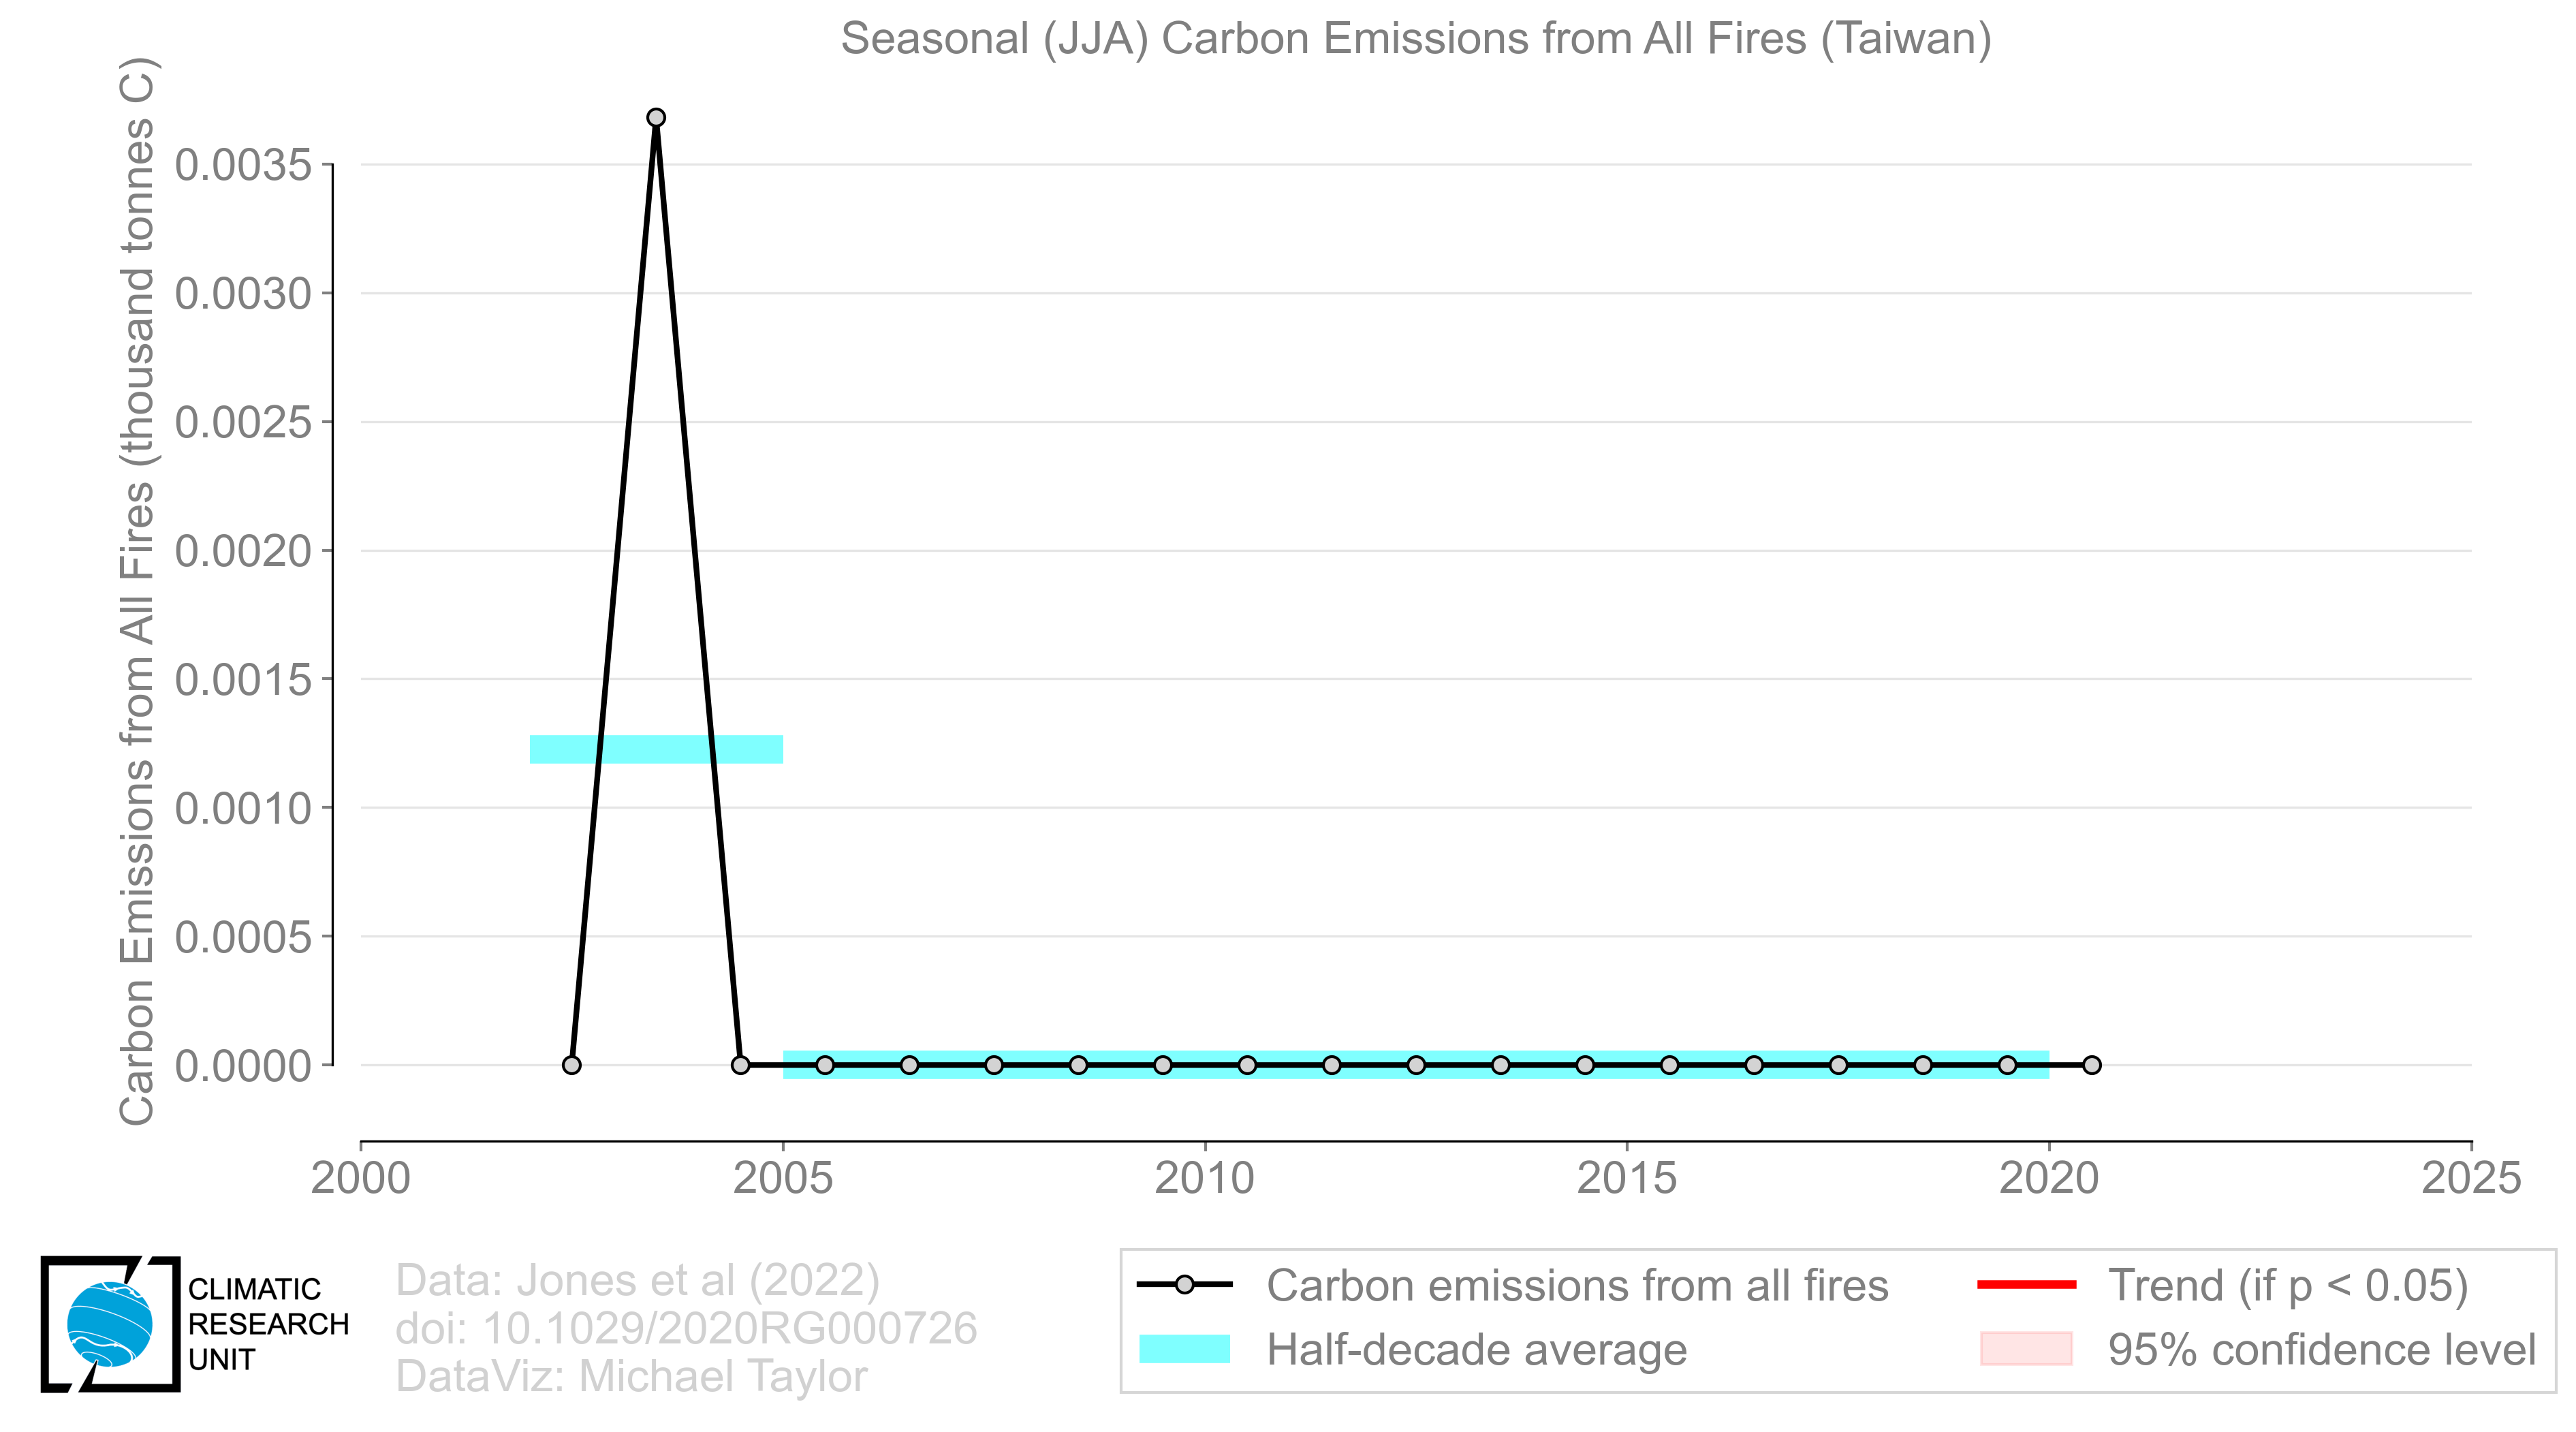 Seasonal (JJA) Carbon Emissions from All Fires (Taiwan)
Carbon Emissions from All Fires (thousand tonnes C)
0.0035
0.0030
0.0025
0.0020
0.0015
0.0010
0.0005
0.0000
2000 2005 2010 2015 2020 2025
CLIMATIC
RESEARCH
UNIT
Data: Jones et al (2022)
doi: 10.1029/2020RG000726
DataViz: Michael Taylor
Carbon emissions from all fires
Half-decade average
Trend (if p < 0.05)
95% confidence level